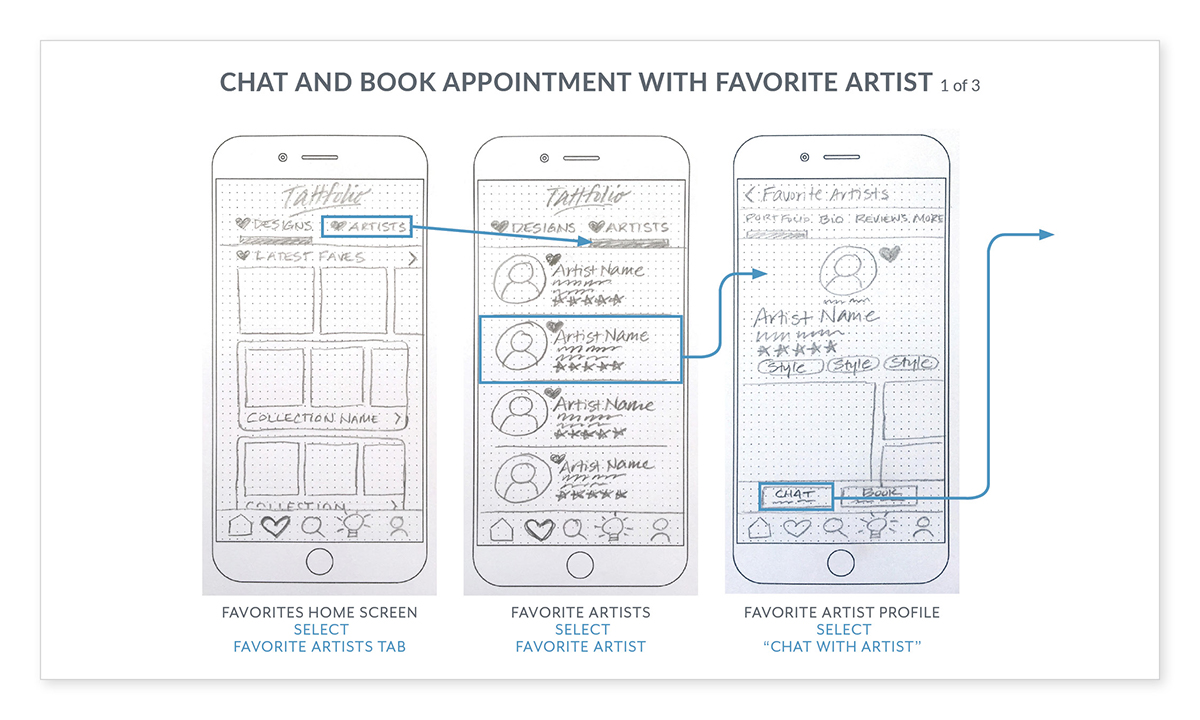 CHAT AND BOOK APPOINTMENT WITH FAVORITE ARTIST 1 of 3
Tattfolio
DESIGNS ARTISTS
LATEST FAVES
COLLECTION NAME
COLLECTION
FAVORITES HOME SCREEN
SELECT
FAVORITE ARTISTS TAB
Tattfolio
DESIGNS ARTISTS
Artist Name
Artist Name
Artist Name
Artist Name
FAVORITE ARTISTS
SELECT
FAVORITE ARTIST
< Favorite Artists
PORTFOLIO BIO REVIEWS MORE
Artist Name
Style Style Style
CHAT BOOK
FAVORITE ARTIST PROFILE
SELECT
“CHAT WITH ARTIST”